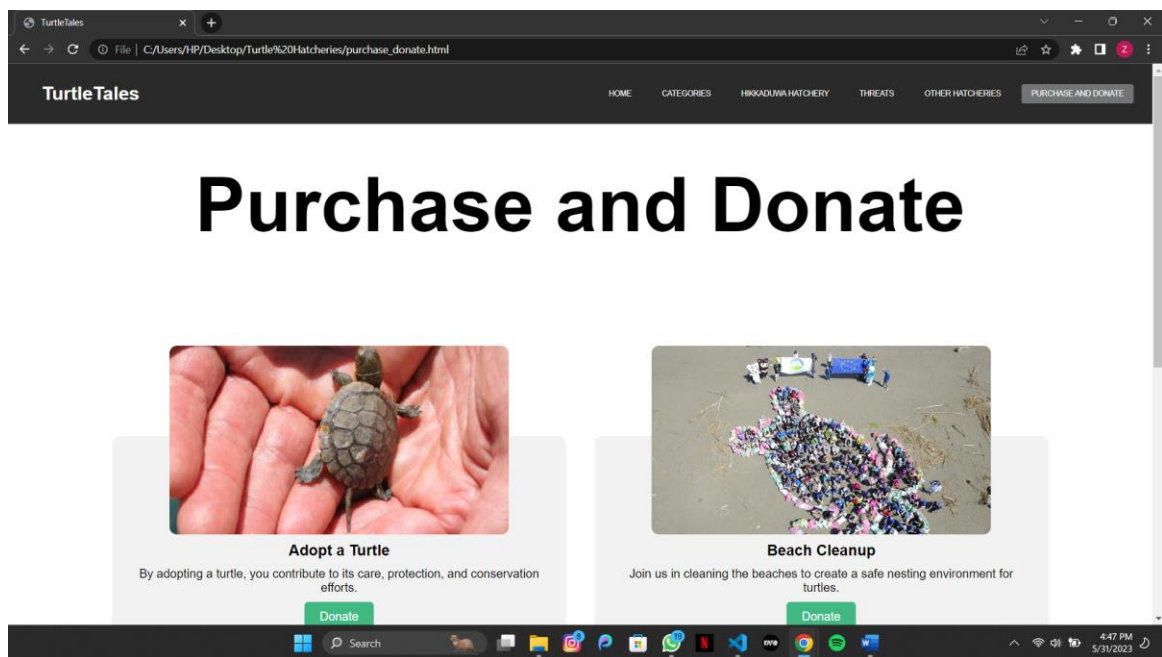 TurtleTales
File | C:/Users/HP/Desktop/Turtle%20Hatcheries/purchase_donate.html
Z
TurtleTales
HOME CATEGORIES HIKKADUWA HATCHERY THREATS OTHER HATCHERIES PURCHASE AND DONATE
Purchase and Donate
Adopt a Turtle
By adopting a turtle, you contribute to its care, protection, and conservation
efforts.
Donate
Beach Cleanup
Join us in cleaning the beaches to create a safe nesting environment for
turtles.
Donate
Search
8
19
4:47 PM
5/31/2023